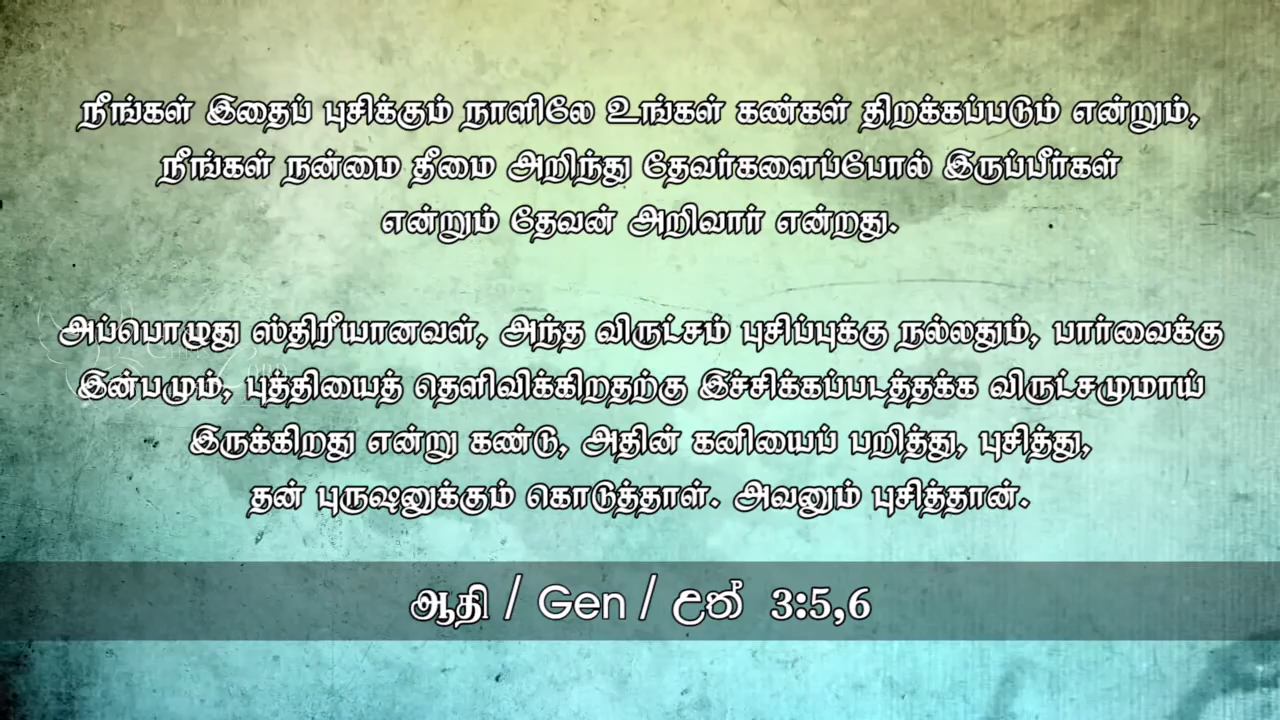 நீங்கள் இதைப் புசிக்கும் நாளிலே உங்கள் கண்கள் திறக்கப்படும் என்றும்,
நீங்கள் நன்மை தீமை அறிந்து தேவர்களைப்போல் இருப்பீர்கள்
என்றும் தேவன் அறிவார் என்றது.
அப்பொழுது ஸ்திரீயானவள், அந்த விருட்சம் புசிப்புக்கு நல்லதும், பார்வைக்கு
இன்பமும், புத்தியைத் தெளிவிக்கிறதற்கு இச்சிக்கப்படத்தக்க விருட்சமுமாய்
இருக்கிறது என்று கண்டு, அதின் கனியைப் பறித்து, புசித்து,
தன் புருஷனுக்கும் கொடுத்தாள். அவனும் புசித்தான்.
ஆதி / Gen / උත් 3:5,6